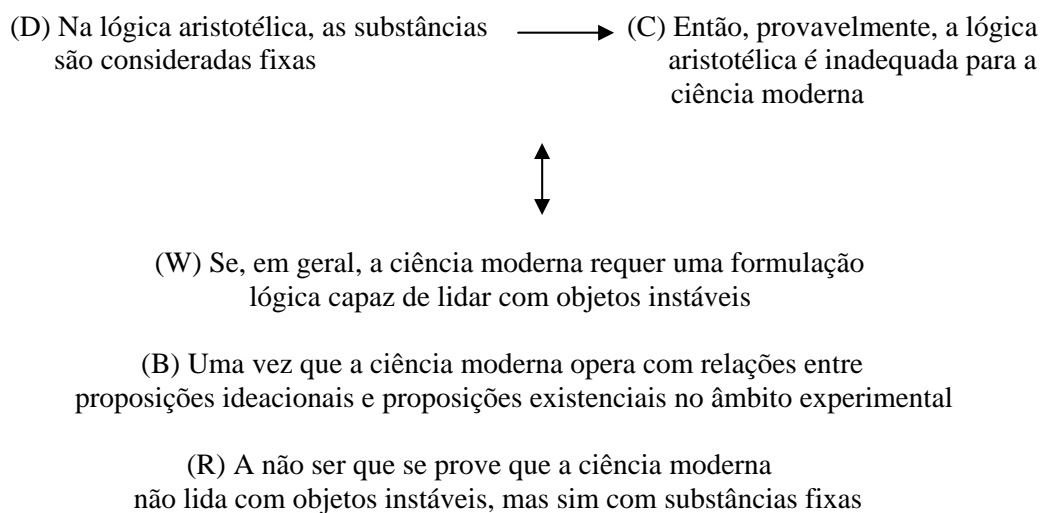 (D) Na lógica aristotélica, as substâncias
são consideradas fixas
(C) Então, provavelmente, a lógica
aristotélica é inadequada para a
ciência moderna
(W) Se, em geral, a ciência moderna requer uma formulação
lógica capaz de lidar com objetos instáveis
(B) Uma vez que a ciência moderna opera com relações entre
proposições ideacionais e proposições existenciais no âmbito experimental
(R) A não ser que se prove que a ciência moderna
não lida com objetos instáveis, mas sim com substâncias fixas